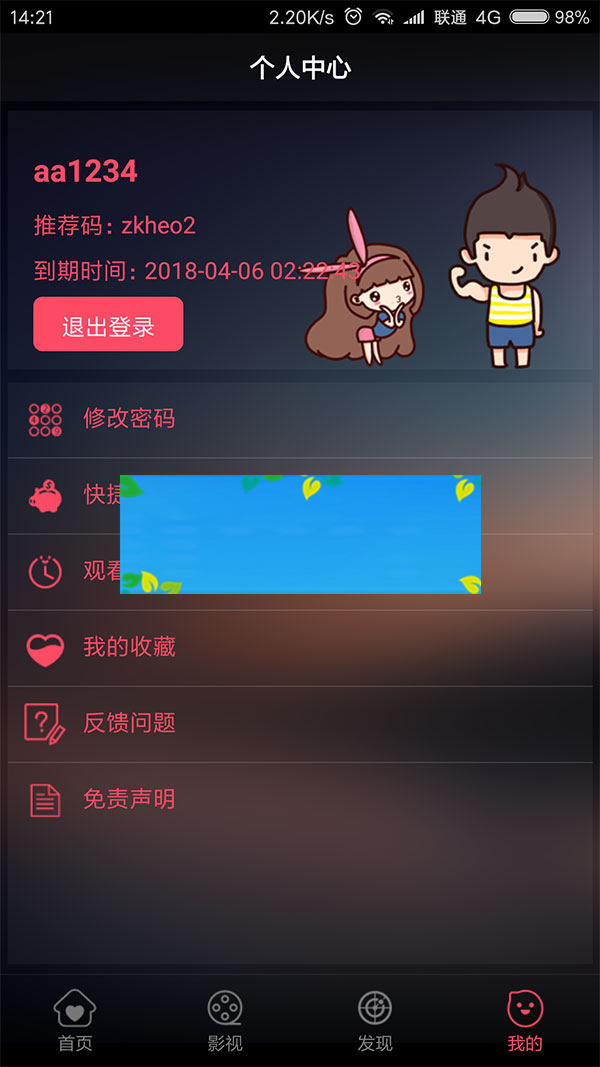 14:21 2.20K/s 联通 4G 98%
个人中心
aa1234
推荐码：zkheo2
到期时间：2018-04-06 02:22:43
退出登录
修改密码
快捷
观看
我的收藏
反馈问题
免责声明
首页 影视 发现 我的